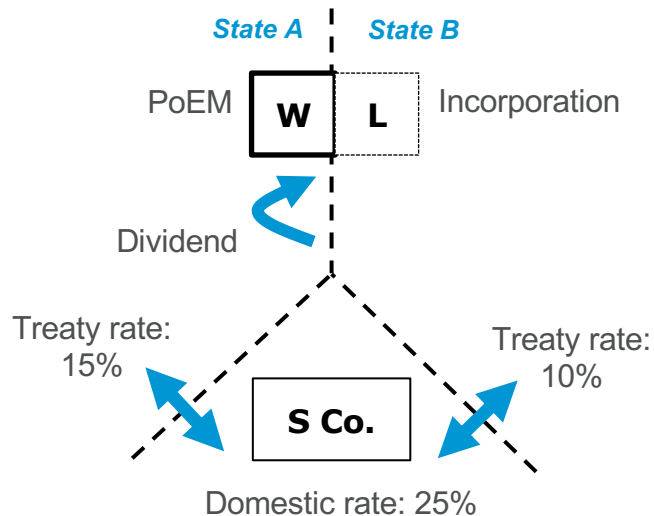 State A
State B
PoEM
W
L
Incorporation
Dividend
Treaty rate:
15%
Treaty rate:
10%
S Co.
Domestic rate: 25%